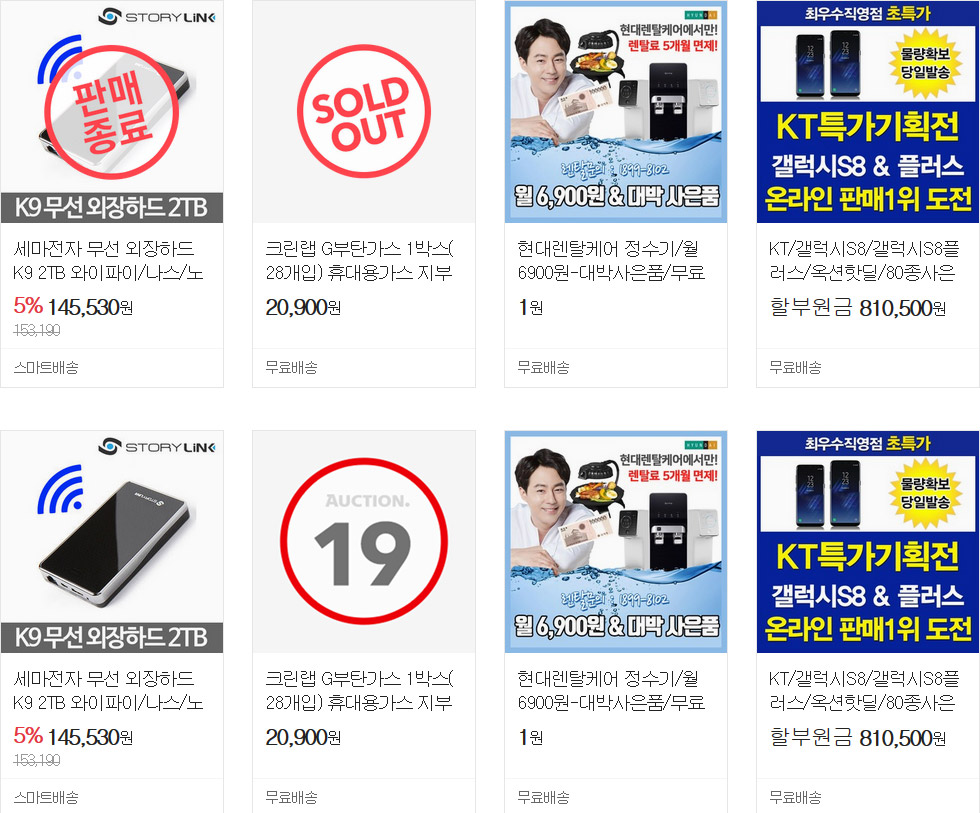 STORYLiNK
판매
종료
K9 무선 외장하드 2TB
세마전자 무선 외장하드
K9 2TB 와이파이/나스/노
5% 145,530원
153,190
스마트배송
SOLD
OUT
크린랩 G부탄가스 1박스(
28개입) 휴대용가스 지부
20,900원
무료배송
HYUNDAI
현대렌탈케어에서만!
렌탈료 5개월 면제!
렌탈문의 : 1899-8102
월 6,900원 & 대박 사은품
현대렌탈케어 정수기/월
6900원-대박사은품/무료
1원
무료배송
최우수직영점 초특가
물량확보
당일발송
KT특가기획전
갤럭시S8 & 플러스
온라인 판매1위 도전
KT/갤럭시S8/갤럭시S8플
러스/옥션핫딜/80종사은
할부원금 810,500원
무료배송
STORYLiNK
K9 무선 외장하드 2TB
세마전자 무선 외장하드
K9 2TB 와이파이/나스/노
5% 145,530원
153,190
스마트배송
AUCTION.
19
크린랩 G부탄가스 1박스(
28개입) 휴대용가스 지부
20,900원
무료배송
HYUNDAI
현대렌탈케어에서만!
렌탈료 5개월 면제!
렌탈문의 : 1899-8102
월 6,900원 & 대박 사은품
현대렌탈케어 정수기/월
6900원-대박사은품/무료
1원
무료배송
최우수직영점 초특가
물량확보
당일발송
KT특가기획전
갤럭시S8 & 플러스
온라인 판매1위 도전
KT/갤럭시S8/갤럭시S8플
러스/옥션핫딜/80종사은
할부원금 810,500원
무료배송